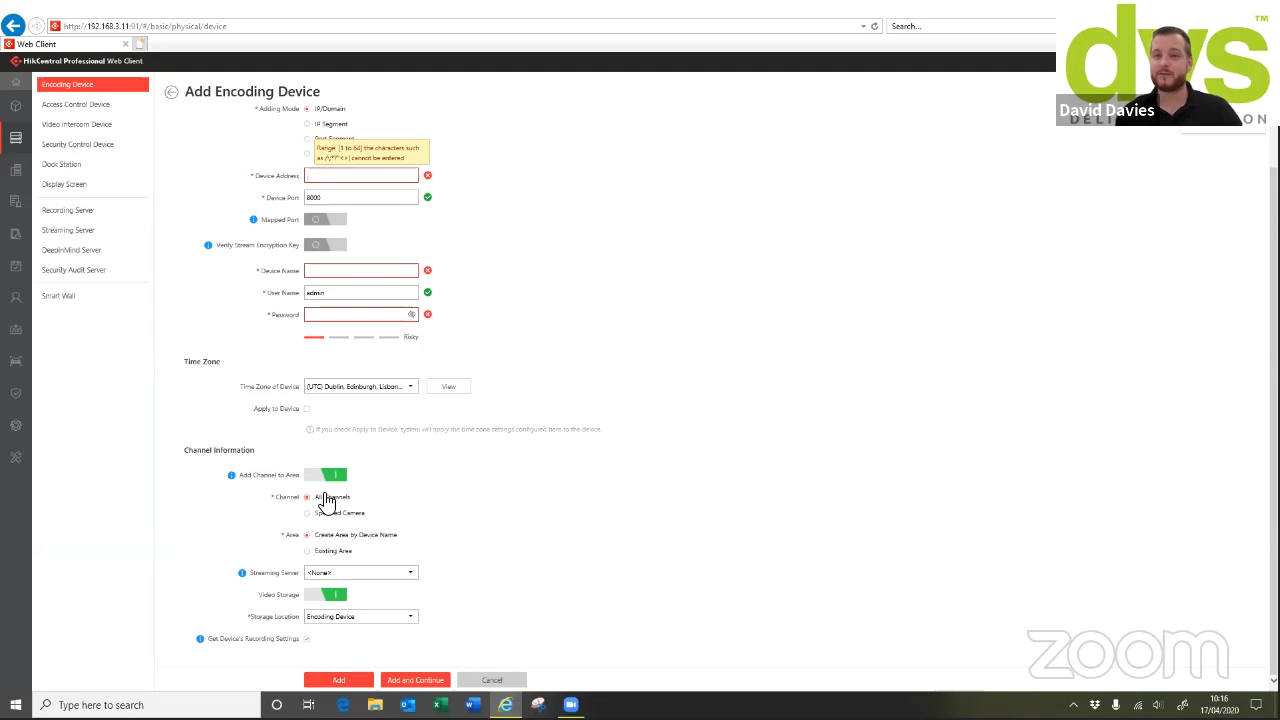 http://192.168.3.11:91/#/basic/physical/device
Search...
Web Client
HikCentral Professional Web Client
dvs
TM
David Davies
Encoding Device
Access Control Device
Video Intercom Device
Security Control Device
Dock Station
Display Screen
Recording Server
Streaming Server
DeepinMind Server
Security Audit Server
Smart Wall
Add Encoding Device
* Adding Mode
IP/Domain
IP Segment
Port Segment
Range: [1 to 64] the characters such
cannot be entered
* Device Address
* Device Port
8000
Mapped Port
Verify Stream Encryption Key
* Device Name
* User Name
admin
* Password
Risky
Time Zone
Time Zone of Device
(UTC) Dublin, Edinburgh, Lisbon...
View
Apply to Device
If you check Apply to Device, system will apply the time zone settings configured here to the device.
Channel Information
Add Channel to Area
* Channel
All Channels
Specified Camera
* Area
Create Area by Device Name
Existing Area
Streaming Server
<None>
Video Storage
*Storage Location
Encoding Device
Get Device's Recording Settings
Add
Add and Continue
Cancel
zoom
Type here to search
10:16
17/04/2020